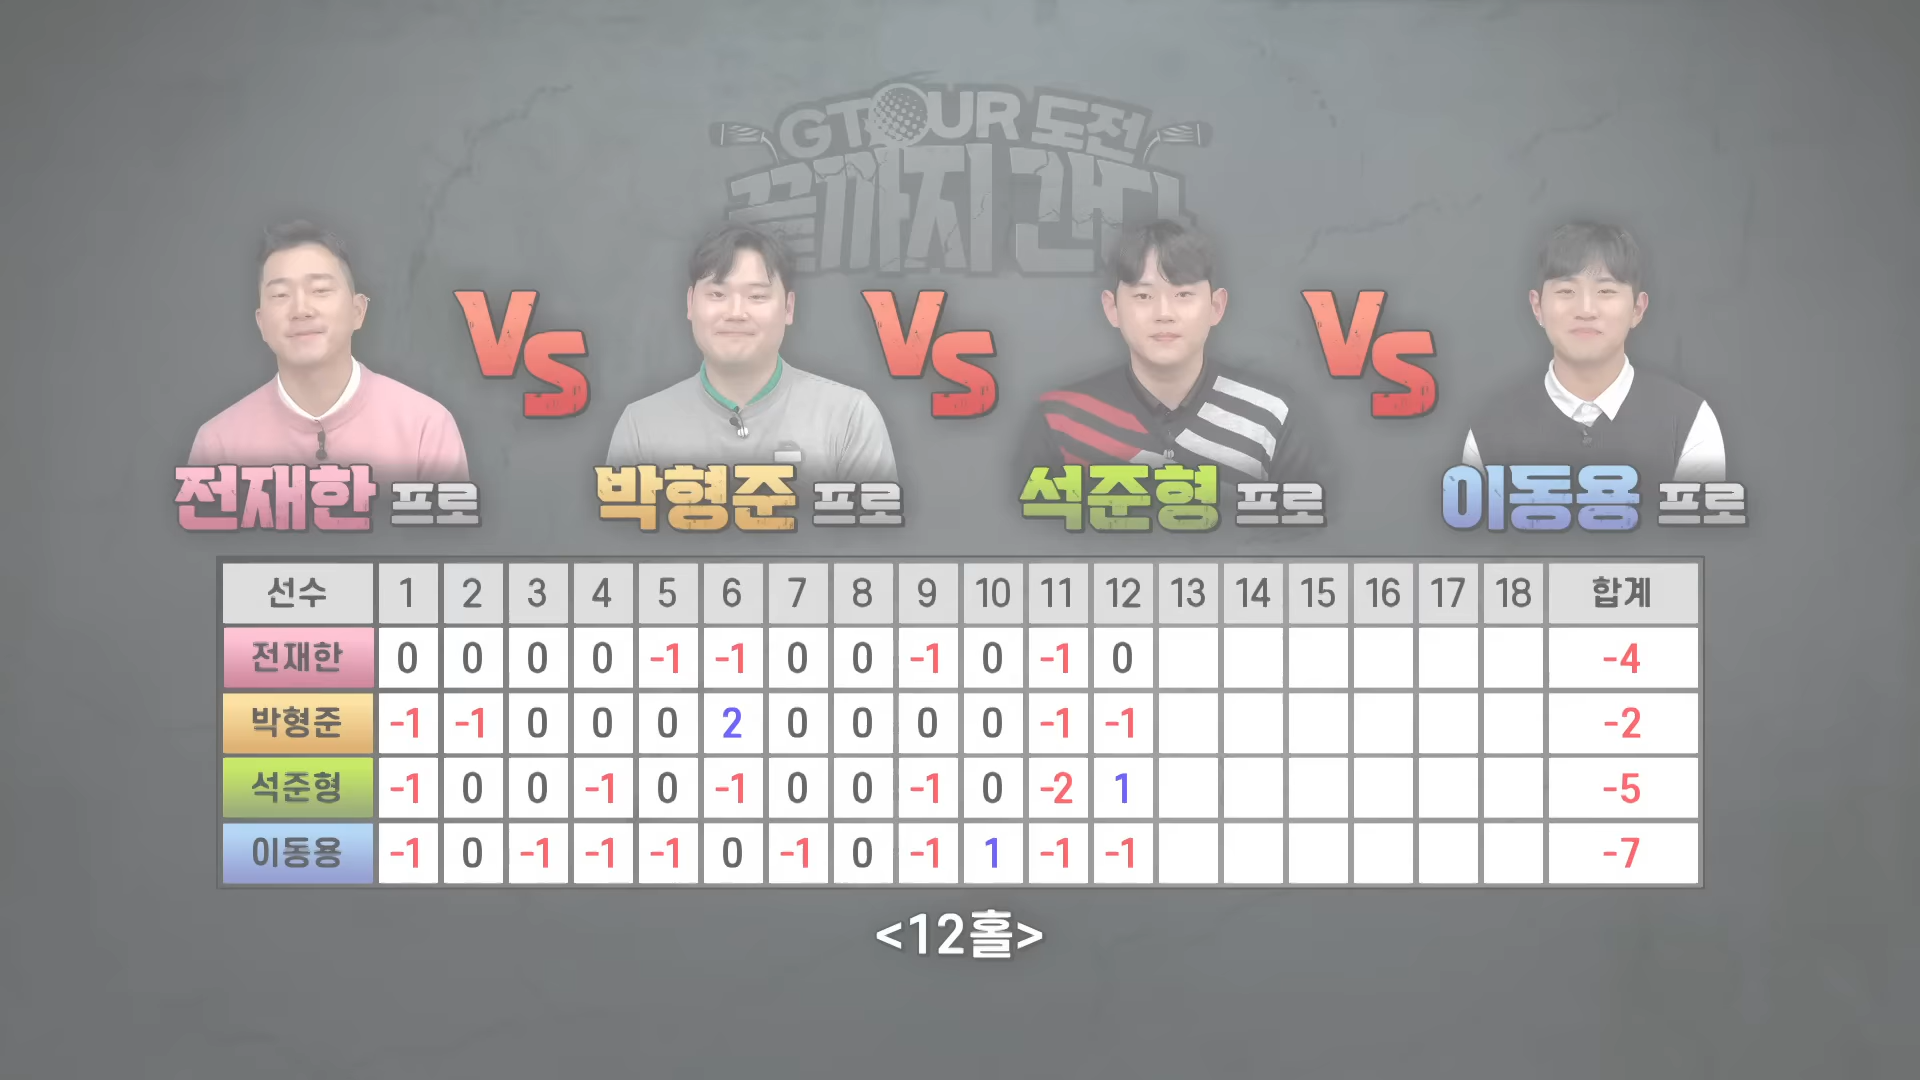 GTOUR 도전
끝까지 간다
VS VS VS
전재한 프로 박형준 프로 석준형 프로 이동용 프로
선수 1 2 3 4 5 6 7 8 9 10 11 12 13 14 15 16 17 18 합계
전재한 0 0 0 0 -1 -1 0 0 -1 0 -1 0 -4
박형준 -1 -1 0 0 0 2 0 0 0 0 -1 -1 -2
석준형 -1 0 0 -1 0 -1 0 0 -1 0 -2 1 -5
이동용 -1 0 -1 -1 -1 0 -1 0 -1 1 -1 -1 -7
<12홀>